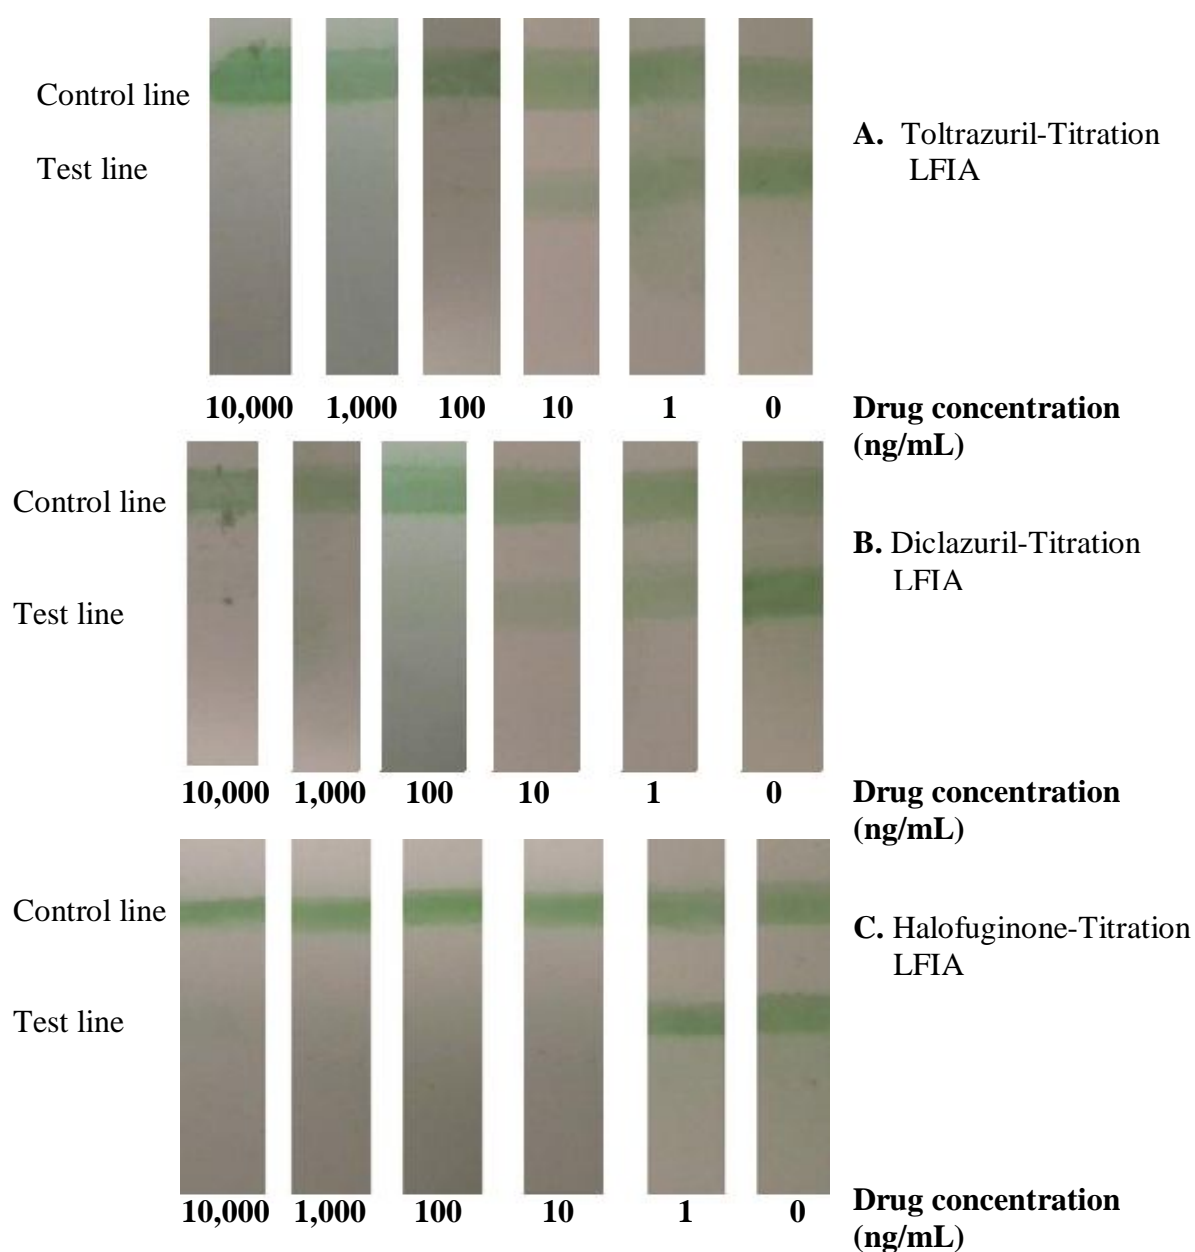 Control line
Test line
A. Toltrazuril-Titration
LFIA
10,000 1,000 100 10 1 0 Drug concentration
(ng/mL)
Control line
Test line
B. Diclazuril-Titration
LFIA
10,000 1,000 100 10 1 0 Drug concentration
(ng/mL)
Control line
Test line
C. Halofuginone-Titration
LFIA
10,000 1,000 100 10 1 0 Drug concentration
(ng/mL)